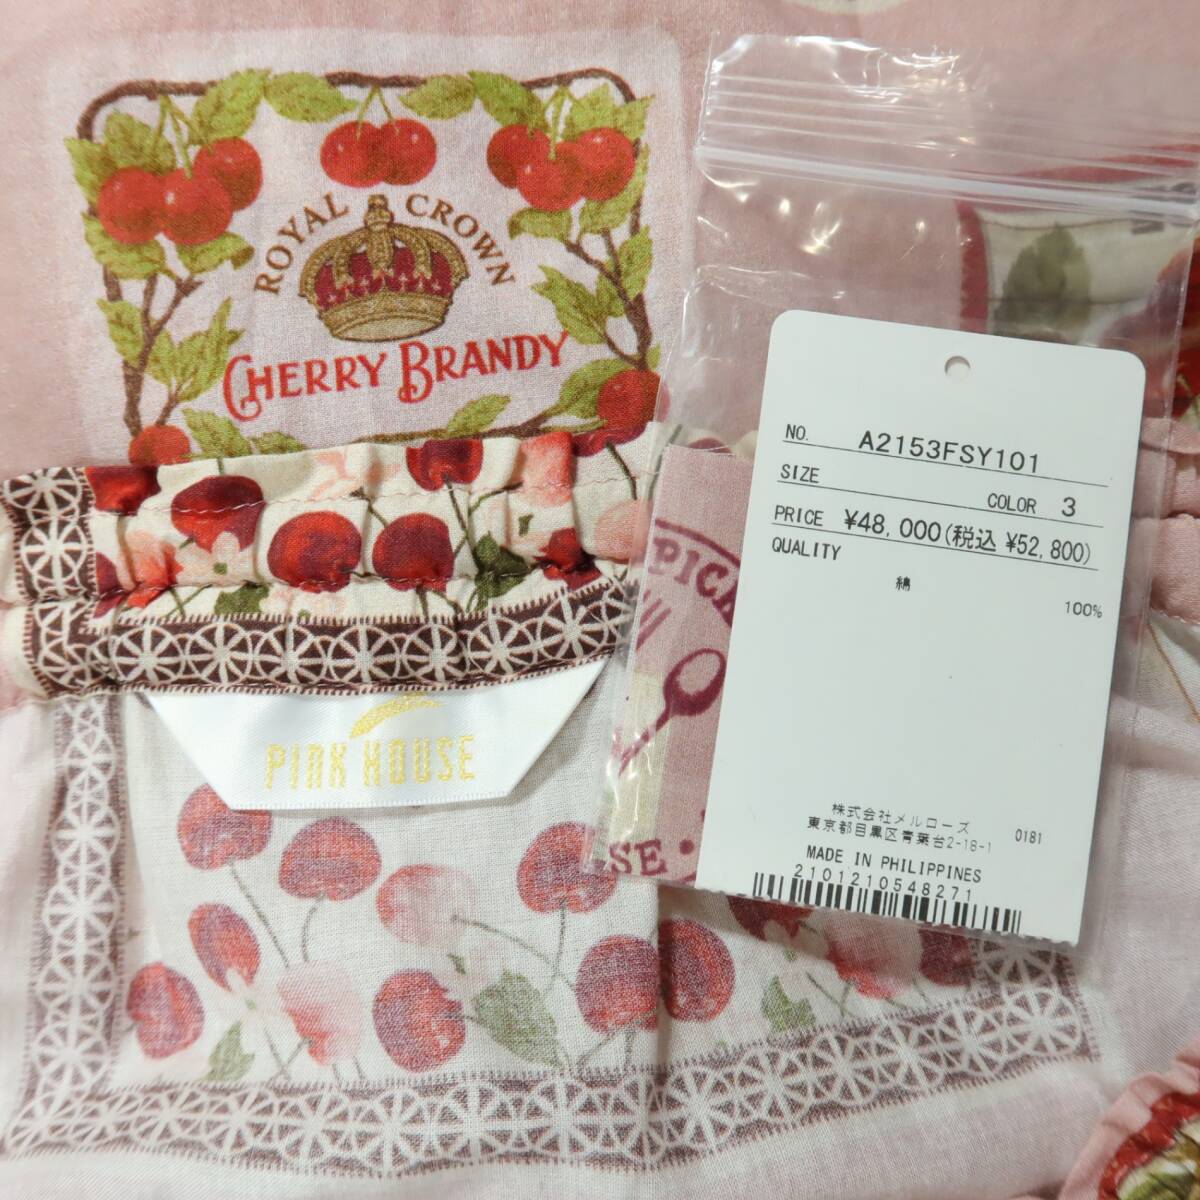 ROYAL CROWN
CHERRY BRANDY
PINK HOUSE
NO. A2153FSY101
SIZE
COLOR 3
PRICE ¥48,000(税込 ¥52,800)
QUALITY
綿
100%
株式会社メルローズ
東京都目黒区青葉台2-18-1 0181
MADE IN PHILIPPINES
2101210548271
PICA
SE •